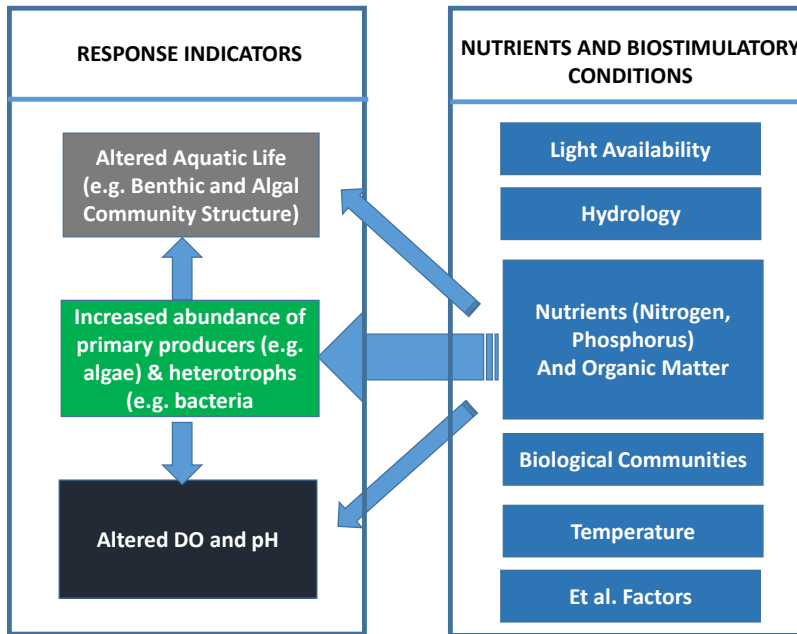 RESPONSE INDICATORS
Altered Aquatic Life
(e.g. Benthic and Algal
Community Structure)
Increased abundance of
primary producers (e.g.
algae) & heterotrophs
(e.g. bacteria
Altered DO and pH
NUTRIENTS AND BIOSTIMULATORY
CONDITIONS
Light Availability
Hydrology
Nutrients (Nitrogen,
Phosphorus)
And Organic Matter
Biological Communities
Temperature
Et al. Factors